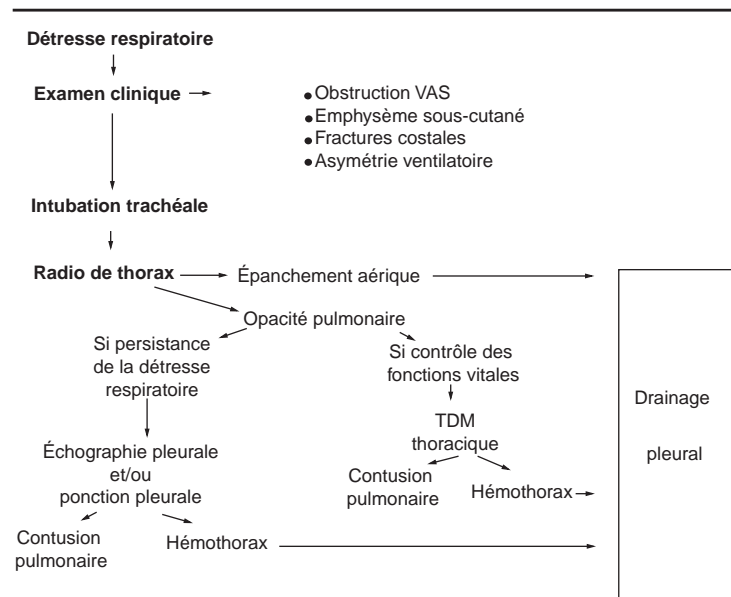 Détresse respiratoire
Examen clinique
● Obstruction VAS
● Emphysème sous-cutané
● Fractures costales
● Asymétrie ventilatoire
Intubation trachéale
Radio de thorax
Épanchement aérique
Opacité pulmonaire
Si persistance
de la détresse
respiratoire
Si contrôle des
fonctions vitales
TDM
thoracique
Échographie pleurale
et/ou
ponction pleurale
Contusion
pulmonaire
Hémothorax
Contusion
pulmonaire
Hémothorax
Drainage
pleural